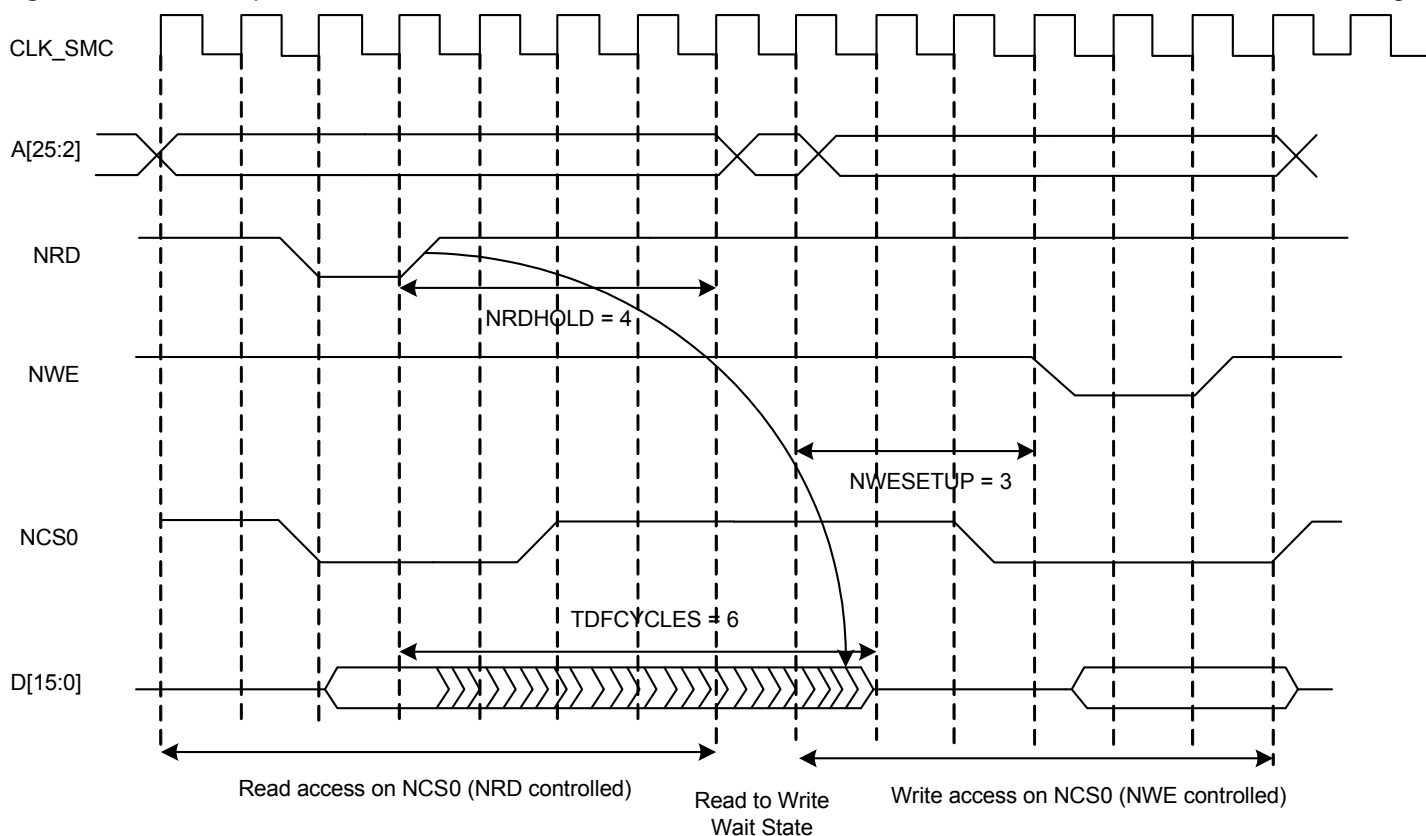 CLK_SMC
A[25:2]
NRD
NRDHOLD = 4
NWE
NWESETUP = 3
NCS0
TDFCYCLES = 6
D[15:0]
Read access on NCS0 (NRD controlled)
Read to Write
Wait State
Write access on NCS0 (NWE controlled)